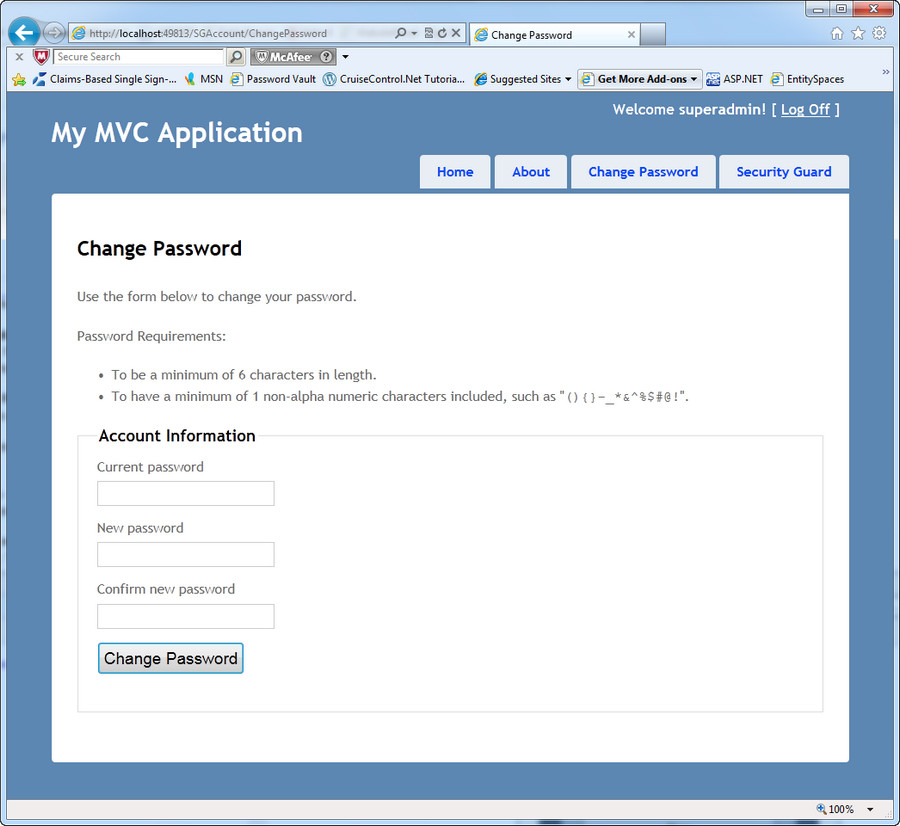 http://localhost:49813/SGAccount/ChangePassword
Change Password
Secure Search
McAfee
Claims-Based Single Sign-...
MSN
Password Vault
CruiseControl.Net Tutoria...
Suggested Sites
Get More Add-ons
ASP.NET
EntitySpaces
Welcome superadmin! [ Log Off ]
My MVC Application
Home
About
Change Password
Security Guard
Change Password
Use the form below to change your password.
Password Requirements:
• To be a minimum of 6 characters in length.
• To have a minimum of 1 non-alpha numeric characters included, such as "(){}-_*&^%$#@!".
Account Information
Current password
New password
Confirm new password
Change Password
100%